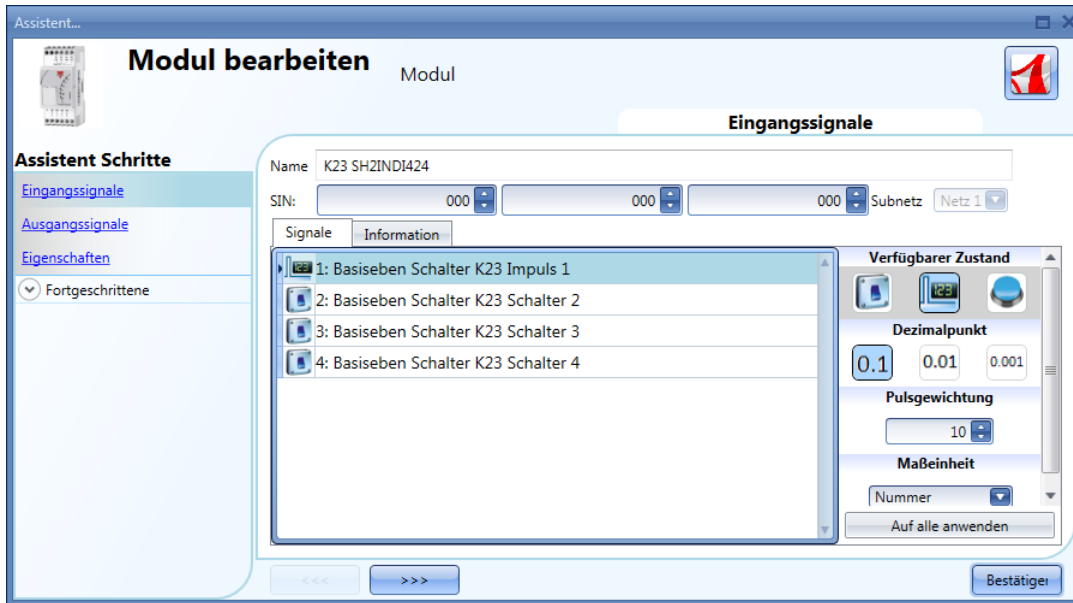 Assistent...
Modul bearbeiten Modul
Eingangssignale
Assistent Schritte
Eingangssignale
Ausgangssignale
Eigenschaften
Fortgeschrittene
Name K23 SH2INDI424
SIN: 000 000 000 Subnetz Netz 1
Signale Information
1: Basiseben Schalter K23 Impuls 1
2: Basiseben Schalter K23 Schalter 2
3: Basiseben Schalter K23 Schalter 3
4: Basiseben Schalter K23 Schalter 4
Verfügbarer Zustand
123
Dezimalpunkt
0.1 0.01 0.001
Pulsgewichtung
10
Maßeinheit
Nummer
Auf alle anwenden
<<< >>> Bestätiger